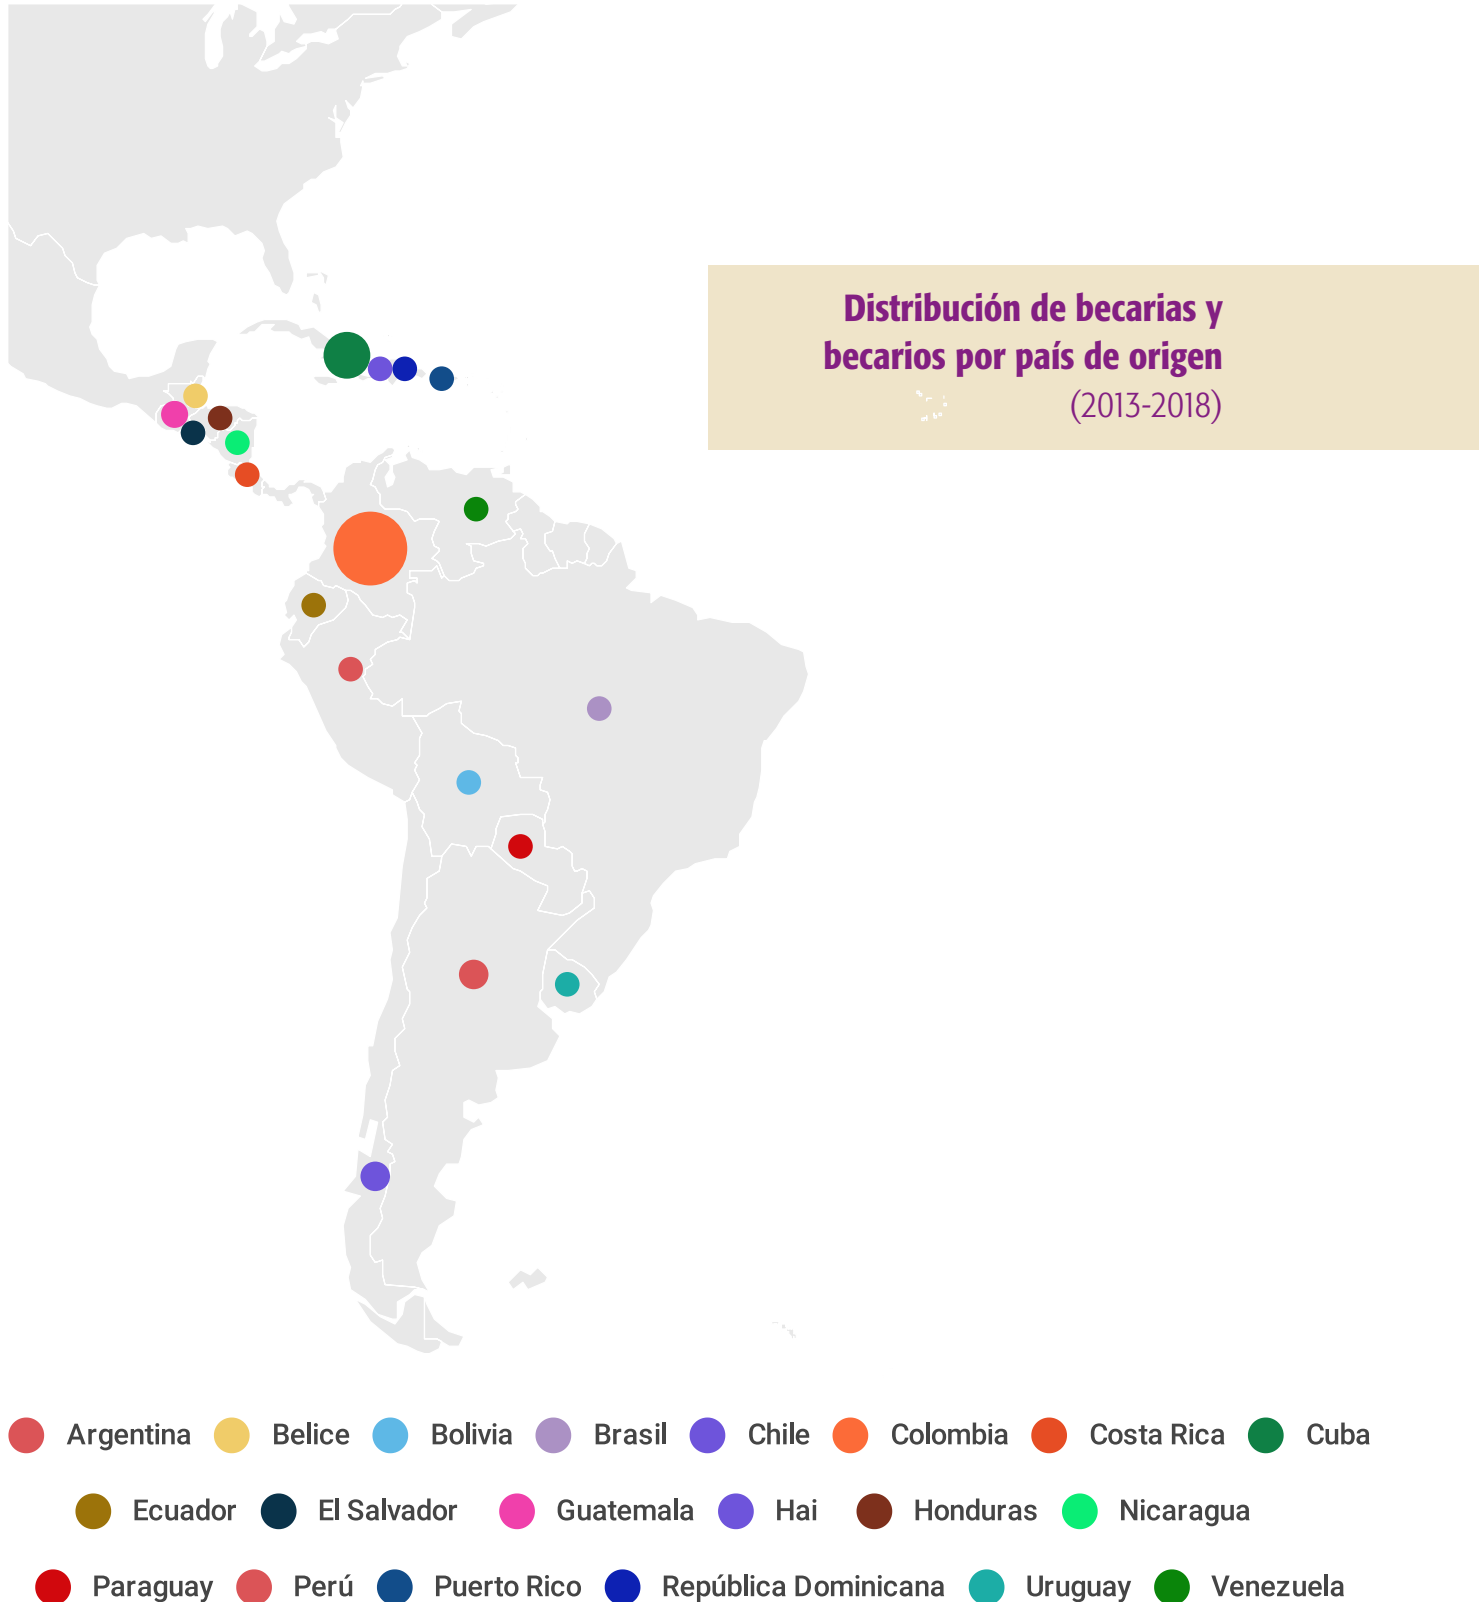 Distribución de becarias y
becarios por país de origen
(2013-2018)
Argentina Belice Bolivia Brasil Chile Colombia Costa Rica Cuba
Ecuador El Salvador Guatemala Hai Honduras Nicaragua
Paraguay Perú Puerto Rico República Dominicana Uruguay Venezuela